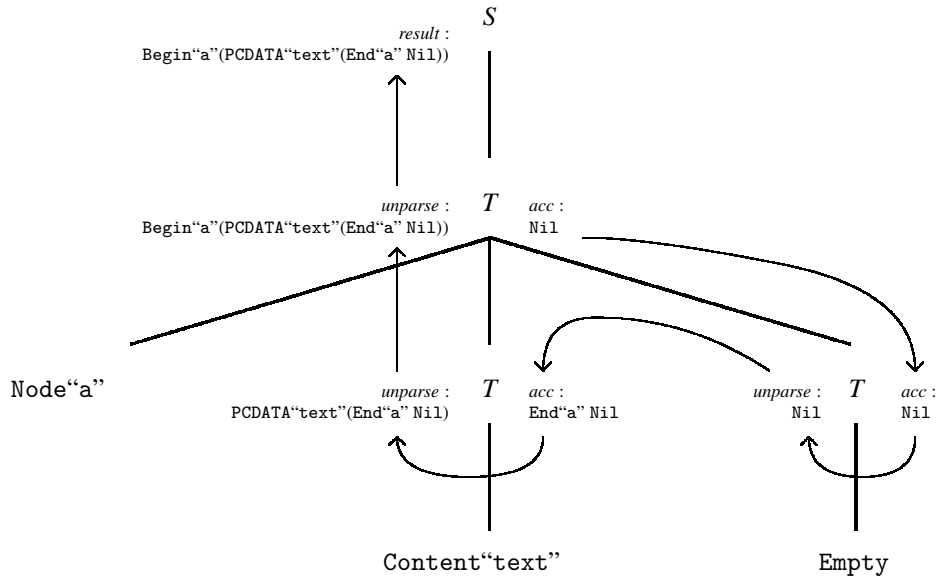 S
result :
Begin“a”(PCDATA“text”(End“a” Nil))
unparse : T acc :
Begin“a”(PCDATA“text”(End“a” Nil)) Nil
Node“a” unparse : T acc : unparse : T acc :
PCDATA“text”(End“a” Nil) End“a” Nil Nil Nil
Content“text” Empty